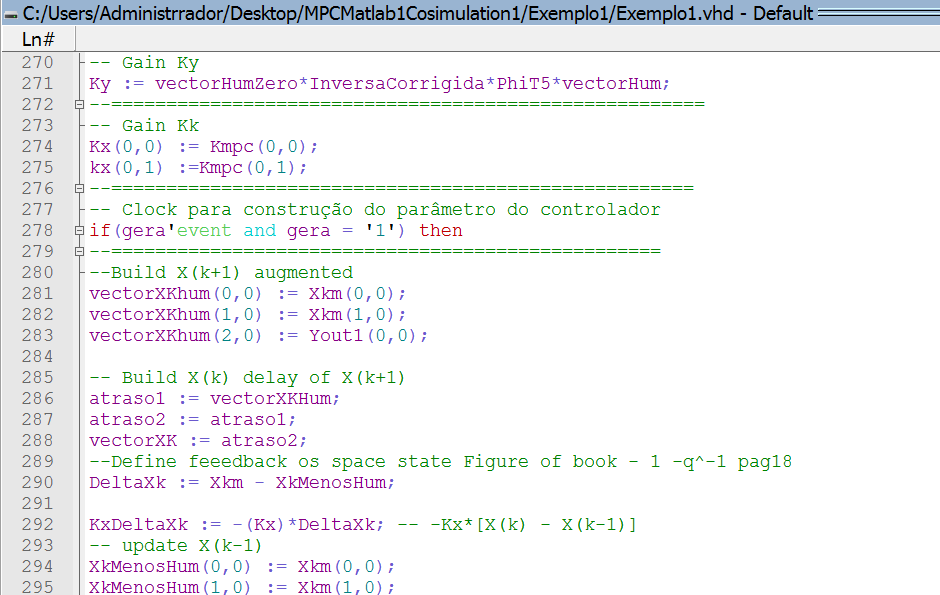 C:/Users/Administrrador/Desktop/MPCMatlab1Cosimulation1/Exemplo1/Exemplo1.vhd - Default
Ln#
270 -- Gain Ky
271 Ky := vectorHumZero*InversaCorrigida*PhiT5*vectorHum;
272 --======================================================
273 -- Gain Kk
274 Kx(0,0) := Kmpc(0,0);
275 kx(0,1) :=Kmpc(0,1);
276 --=====================================================
277 -- Clock para construção do parâmetro do controlador
278 if(gera'event and gera = '1') then
279 --==================================================
280 --Build X(k+1) augmented
281 vectorXKhum(0,0) := Xkm(0,0);
282 vectorXKhum(1,0) := Xkm(1,0);
283 vectorXKhum(2,0) := Yout1(0,0);
284
285 -- Build X(k) delay of X(k+1)
286 atraso1 := vectorXKHum;
287 atraso2 := atraso1;
288 vectorXK := atraso2;
289 --Define feeedback os space state Figure of book - 1 -q^-1 pag18
290 DeltaXk := Xkm - XkMenosHum;
291
292 KxDeltaXk := -(Kx)*DeltaXk; -- -Kx*[X(k) - X(k-1)]
293 -- update X(k-1)
294 XkMenosHum(0,0) := Xkm(0,0);
295 XkMenosHum(1,0) := Xkm(1,0);